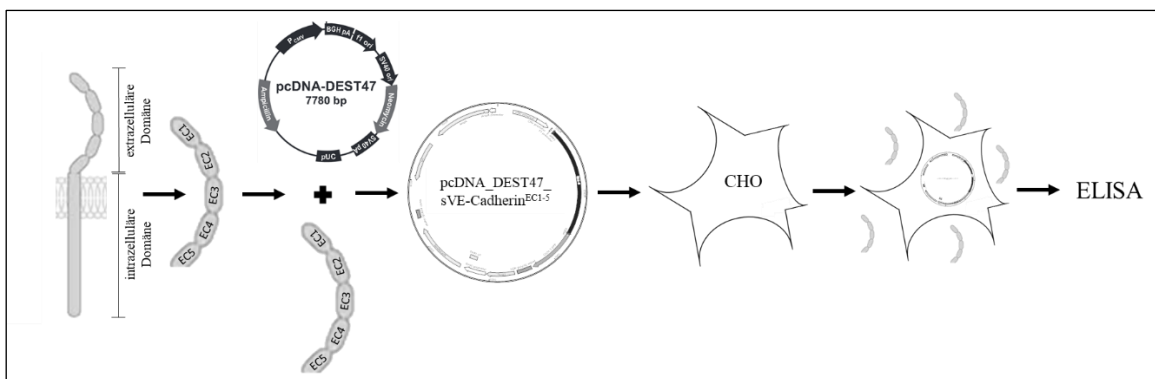 extrazelluläre
Domäne
intrazelluläre
Domäne
EC1
EC2
EC3
EC4
EC5
PCMV
BGH pA
f1 ori
SV40 ori
Neomycin
SV40 pA
pUC
Ampicillin
pcDNA-DEST47
7780 bp
EC1
EC2
EC3
EC4
EC5
pcDNA_DEST47_
sVE-Cadherin^EC1-5
CHO
ELISA